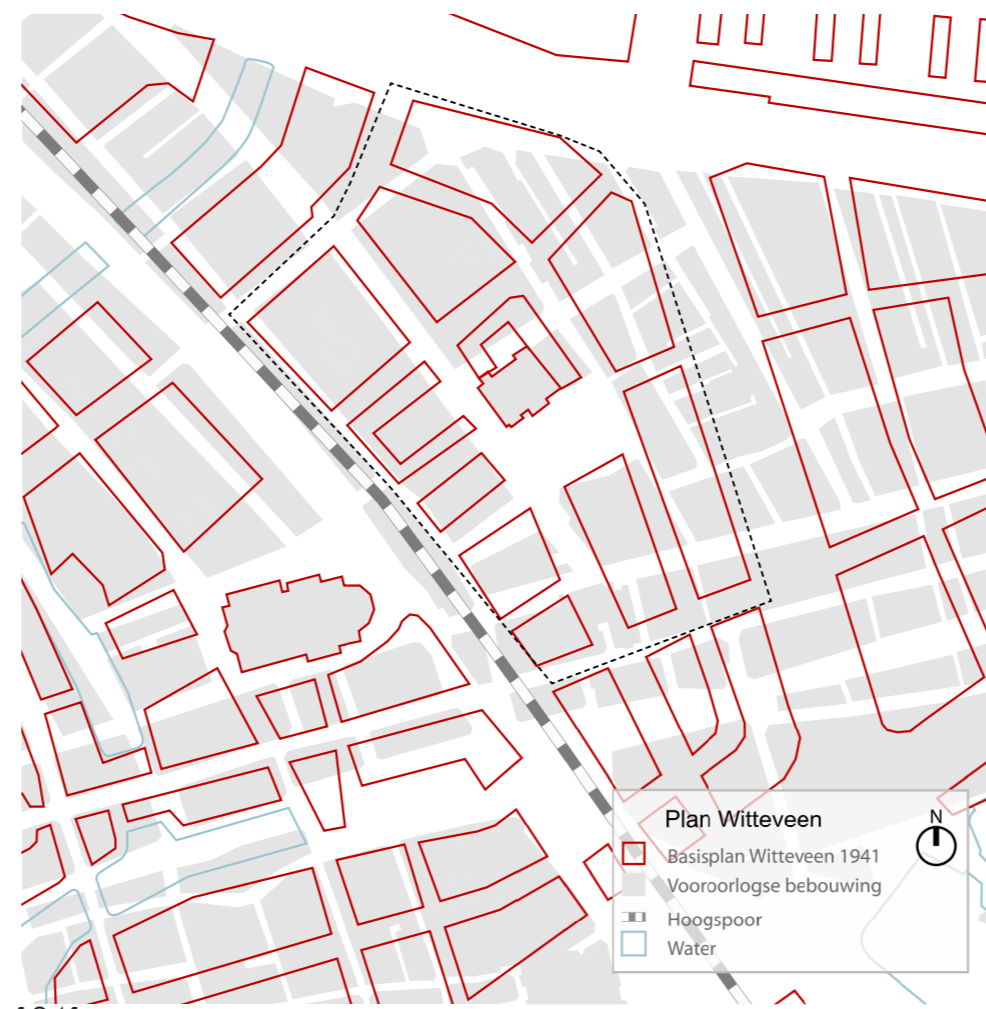 Plan Witteveen
N
Basisplan Witteveen 1941
Vooroorlogse bebouwing
Hoogspoor
Water